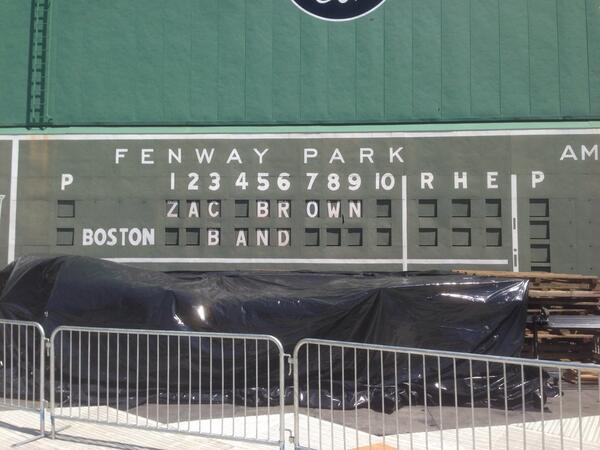 FENWAY PARK
AM
P 1 2 3 4 5 6 7 8 9 10 R H E P
ZAC BROWN
BOSTON BAND